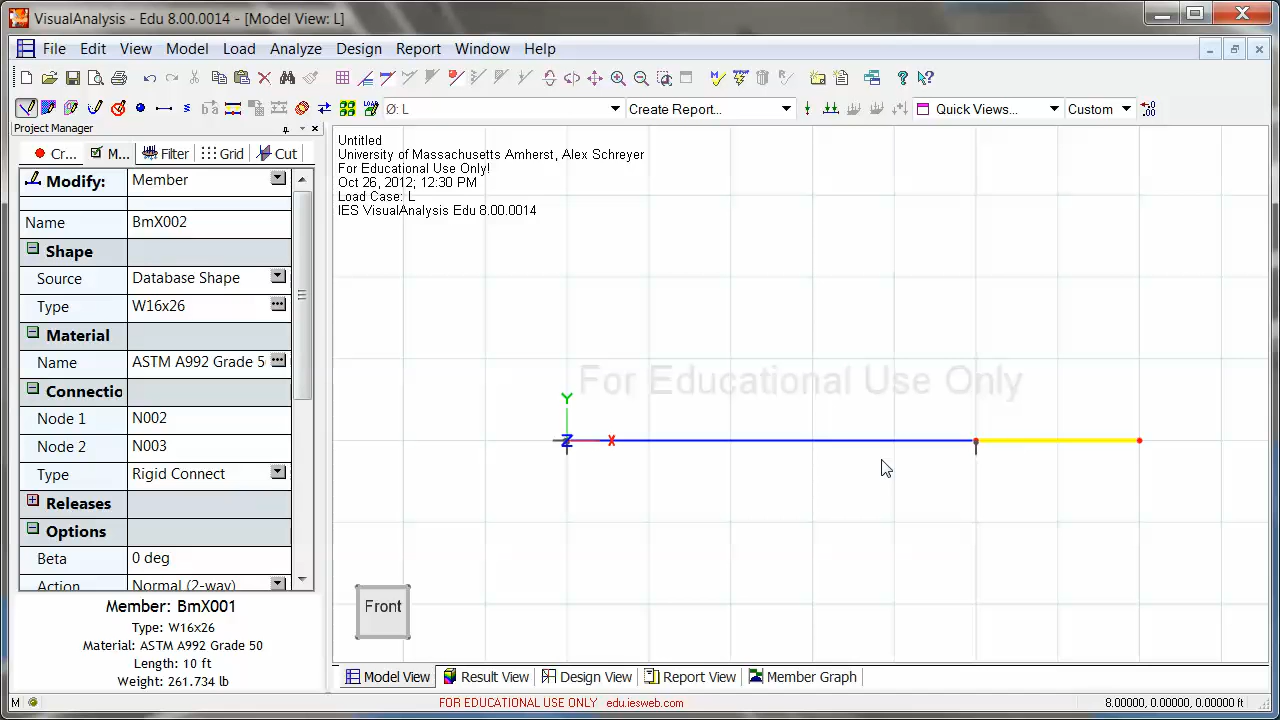 VisualAnalysis - Edu 8.00.0014 - [Model View: L]
File Edit View Model Load Analyze Design Report Window Help
Ø: L Create Report... Quick Views... Custom
Project Manager
Cr... M... Filter Grid Cut
Modify: Member
Name BmX002
Shape
Source Database Shape
Type W16x26
Material
Name ASTM A992 Grade 5
Connectio
Node 1 N002
Node 2 N003
Type Rigid Connect
Releases
Options
Beta 0 deg
Action Normal (2-way)
Member: BmX001
Type: W16x26
Material: ASTM A992 Grade 50
Length: 10 ft
Weight: 261.734 lb
Untitled
University of Massachusetts Amherst, Alex Schreyer
For Educational Use Only!
Oct 26, 2012; 12:30 PM
Load Case: L
IES VisualAnalysis Edu 8.00.0014
For Educational Use Only
Y
Z X
Front
Model View Result View Design View Report View Member Graph
M FOR EDUCATIONAL USE ONLY edu.iesweb.com 8.00000, 0.00000, 0.00000 ft